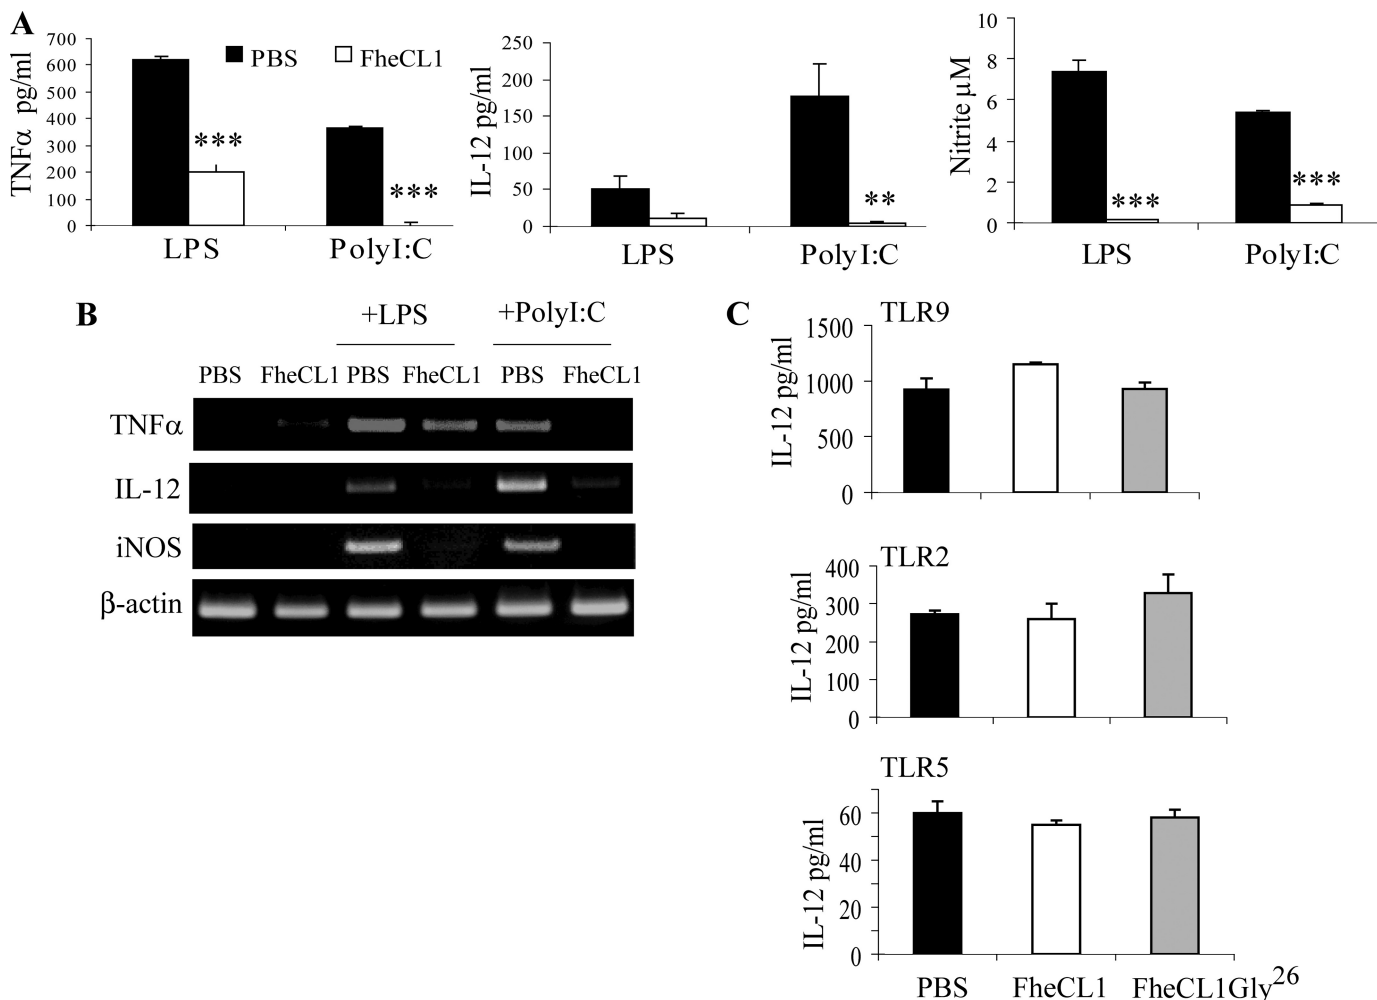 A
TNFα pg/ml
700
600
500
400
300
200
100
0
PBS
FheCL1
***
***
LPS
PolyI:C
IL-12 pg/ml
250
200
150
100
50
0
**
LPS
PolyI:C
Nitrite μM
10
8
6
4
2
0
***
***
LPS
PolyI:C
B
+LPS
+PolyI:C
PBS FheCL1 PBS FheCL1 PBS FheCL1
TNFα
IL-12
iNOS
β-actin
C
TLR9
IL-12 pg/ml
1500
1000
500
0
TLR2
IL-12 pg/ml
400
300
200
100
0
TLR5
IL-12 pg/ml
60
40
20
0
PBS FheCL1 FheCL1Gly26